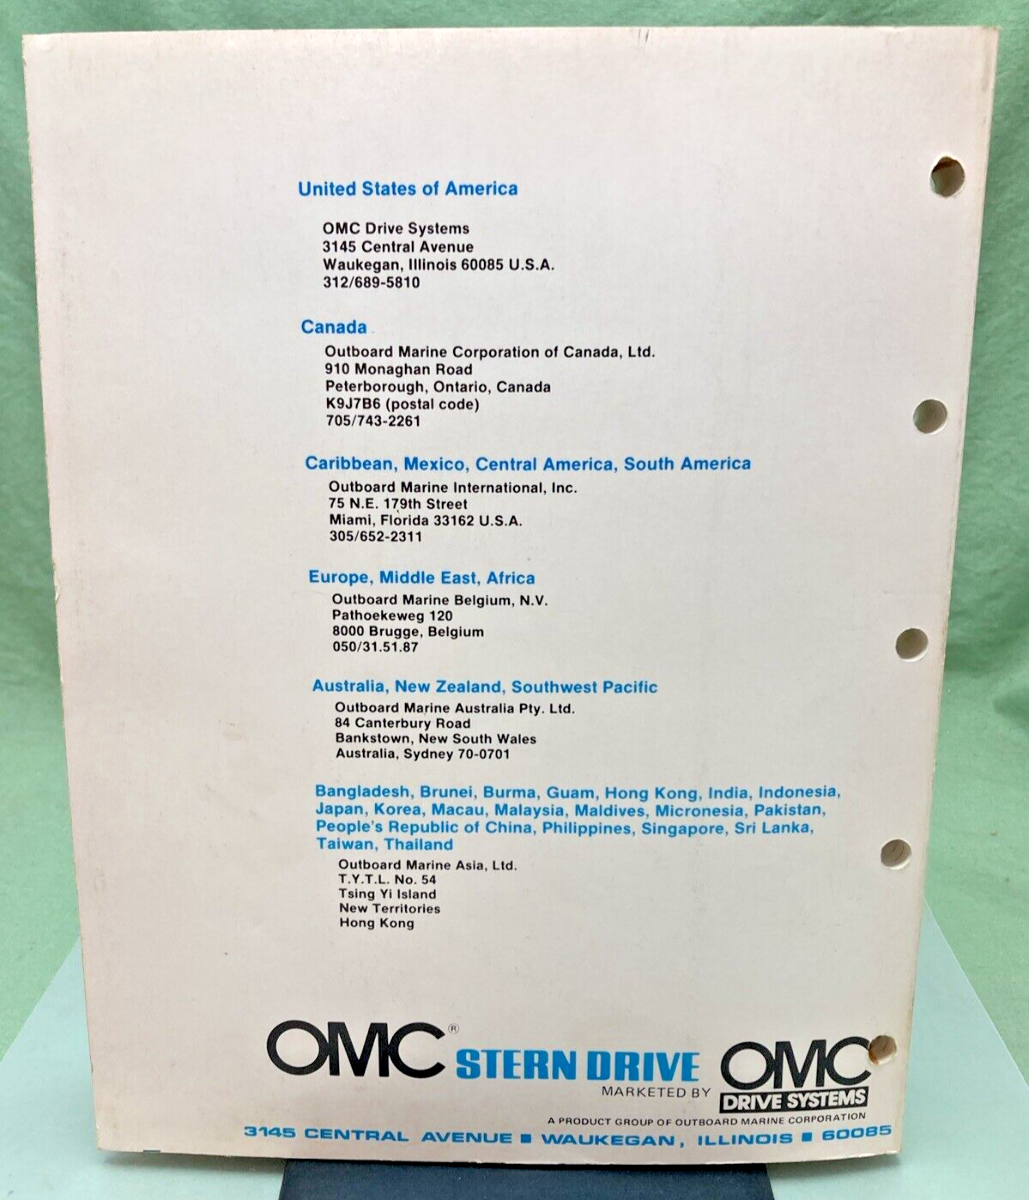 United States of America
OMC Drive Systems
3145 Central Avenue
Waukegan, Illinois 60085 U.S.A.
312/689-5810
Canada
Outboard Marine Corporation of Canada, Ltd.
910 Monaghan Road
Peterborough, Ontario, Canada
K9J7B6 (postal code)
705/743-2261
Caribbean, Mexico, Central America, South America
Outboard Marine International, Inc.
75 N.E. 179th Street
Miami, Florida 33162 U.S.A.
305/652-2311
Europe, Middle East, Africa
Outboard Marine Belgium, N.V.
Pathoekeweg 120
8000 Brugge, Belgium
050/31.51.87
Australia, New Zealand, Southwest Pacific
Outboard Marine Australia Pty. Ltd.
84 Canterbury Road
Bankstown, New South Wales
Australia, Sydney 70-0701
Bangladesh, Brunei, Burma, Guam, Hong Kong, India, Indonesia,
Japan, Korea, Macau, Malaysia, Maldives, Micronesia, Pakistan,
People's Republic of China, Philippines, Singapore, Sri Lanka,
Taiwan, Thailand
Outboard Marine Asia, Ltd.
T.Y.T.L. No. 54
Tsing Yi Island
New Territories
Hong Kong
OMC® STERN DRIVE
MARKETED BY
OMC
DRIVE SYSTEMS
A PRODUCT GROUP OF OUTBOARD MARINE CORPORATION
3145 CENTRAL AVENUE ■ WAUKEGAN, ILLINOIS ■ 60085